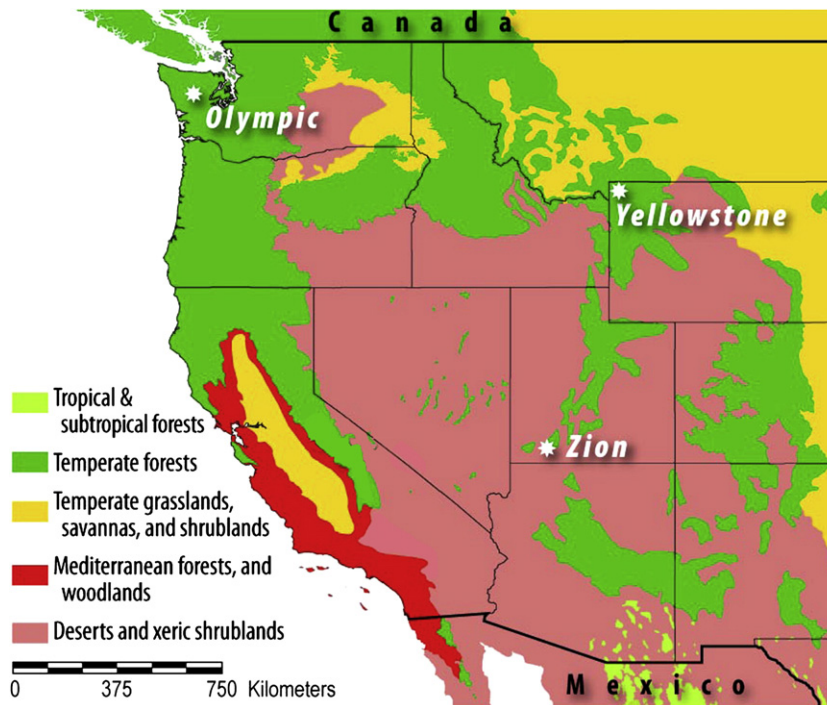 Canada
Olympic
Yellowstone
Tropical &
subtropical forests
Temperate forests
Zion
Temperate grasslands,
savannas, and shrublands
Mediterranean forests, and
woodlands
Deserts and xeric shrublands
0 375 750 Kilometers
Mexico